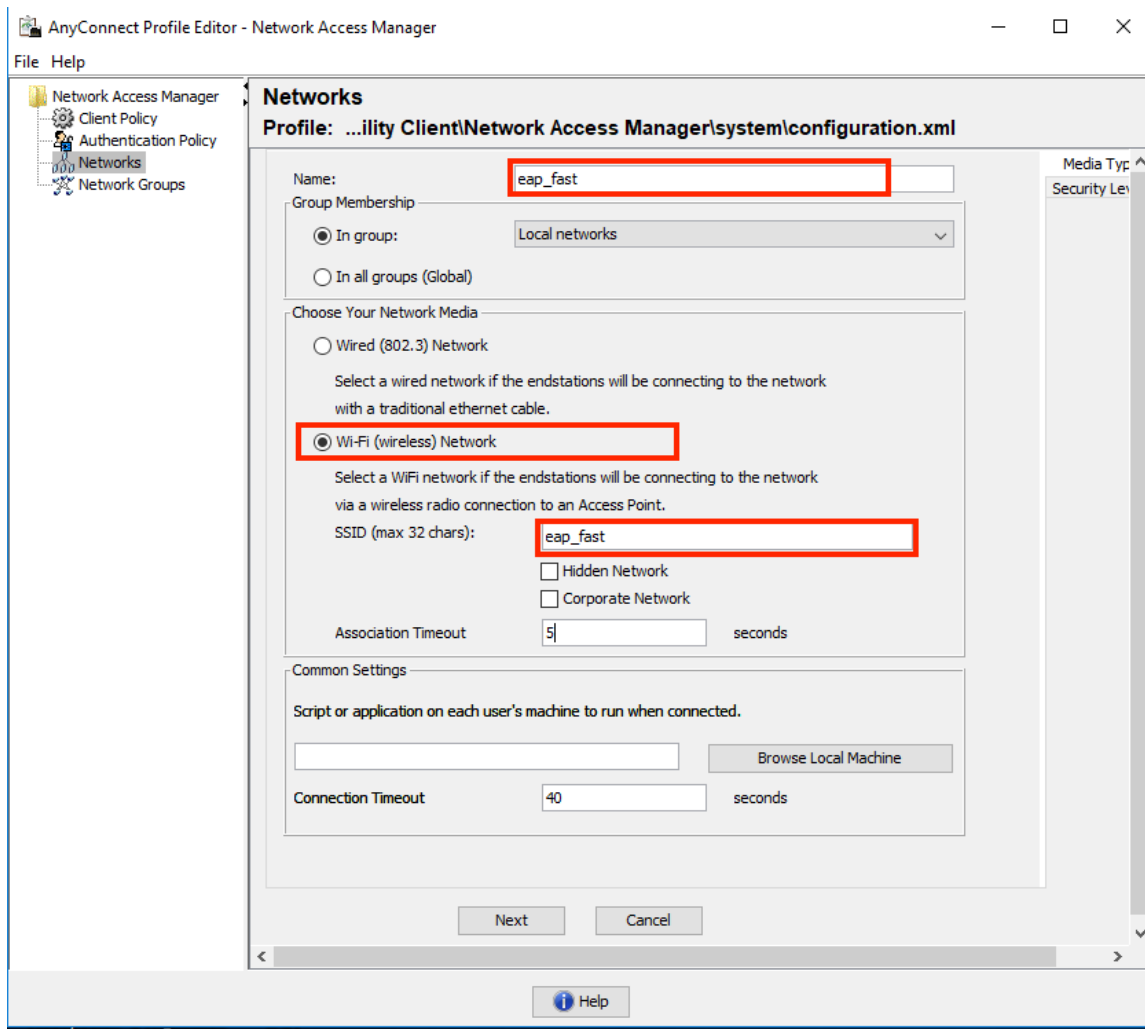 AnyConnect Profile Editor - Network Access Manager
File Help
Network Access Manager
Client Policy
Authentication Policy
Networks
Network Groups
Networks
Profile: ...ility Client\Network Access Manager\system\configuration.xml
Media Typ
Security Lev
Name: eap_fast
Group Membership
In group: Local networks
In all groups (Global)
Choose Your Network Media
Wired (802.3) Network
Select a wired network if the endstations will be connecting to the network
with a traditional ethernet cable.
Wi-Fi (wireless) Network
Select a WiFi network if the endstations will be connecting to the network
via a wireless radio connection to an Access Point.
SSID (max 32 chars): eap_fast
Hidden Network
Corporate Network
Association Timeout 5 seconds
Common Settings
Script or application on each user's machine to run when connected.
Browse Local Machine
Connection Timeout 40 seconds
Next Cancel
Help